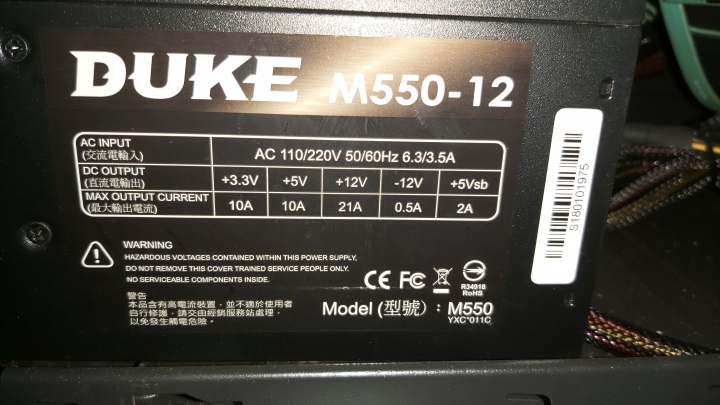 DUKE M550-12
AC INPUT
(交流電輸入)
AC 110/220V 50/60Hz 6.3/3.5A
DC OUTPUT
(直流電輸出)
+3.3V +5V +12V -12V +5Vsb
MAX OUTPUT CURRENT
(最大輸出電流)
10A 10A 21A 0.5A 2A
WARNING
HAZARDOUS VOLTAGES CONTAINED WITHIN THIS POWER SUPPLY,
DO NOT REMOVE THIS COVER TRAINED SERVICE PEOPLE ONLY.
NO SERVICEABLE COMPONENTS INSIDE.
CE FC
R34918
RoHS
警告
本品含有高電流裝置，並不適於使用者
自行修護，請交由經銷服務站處理，
以免發生觸電危險。
Model (型號)：M550
YXC*011C
S180101975